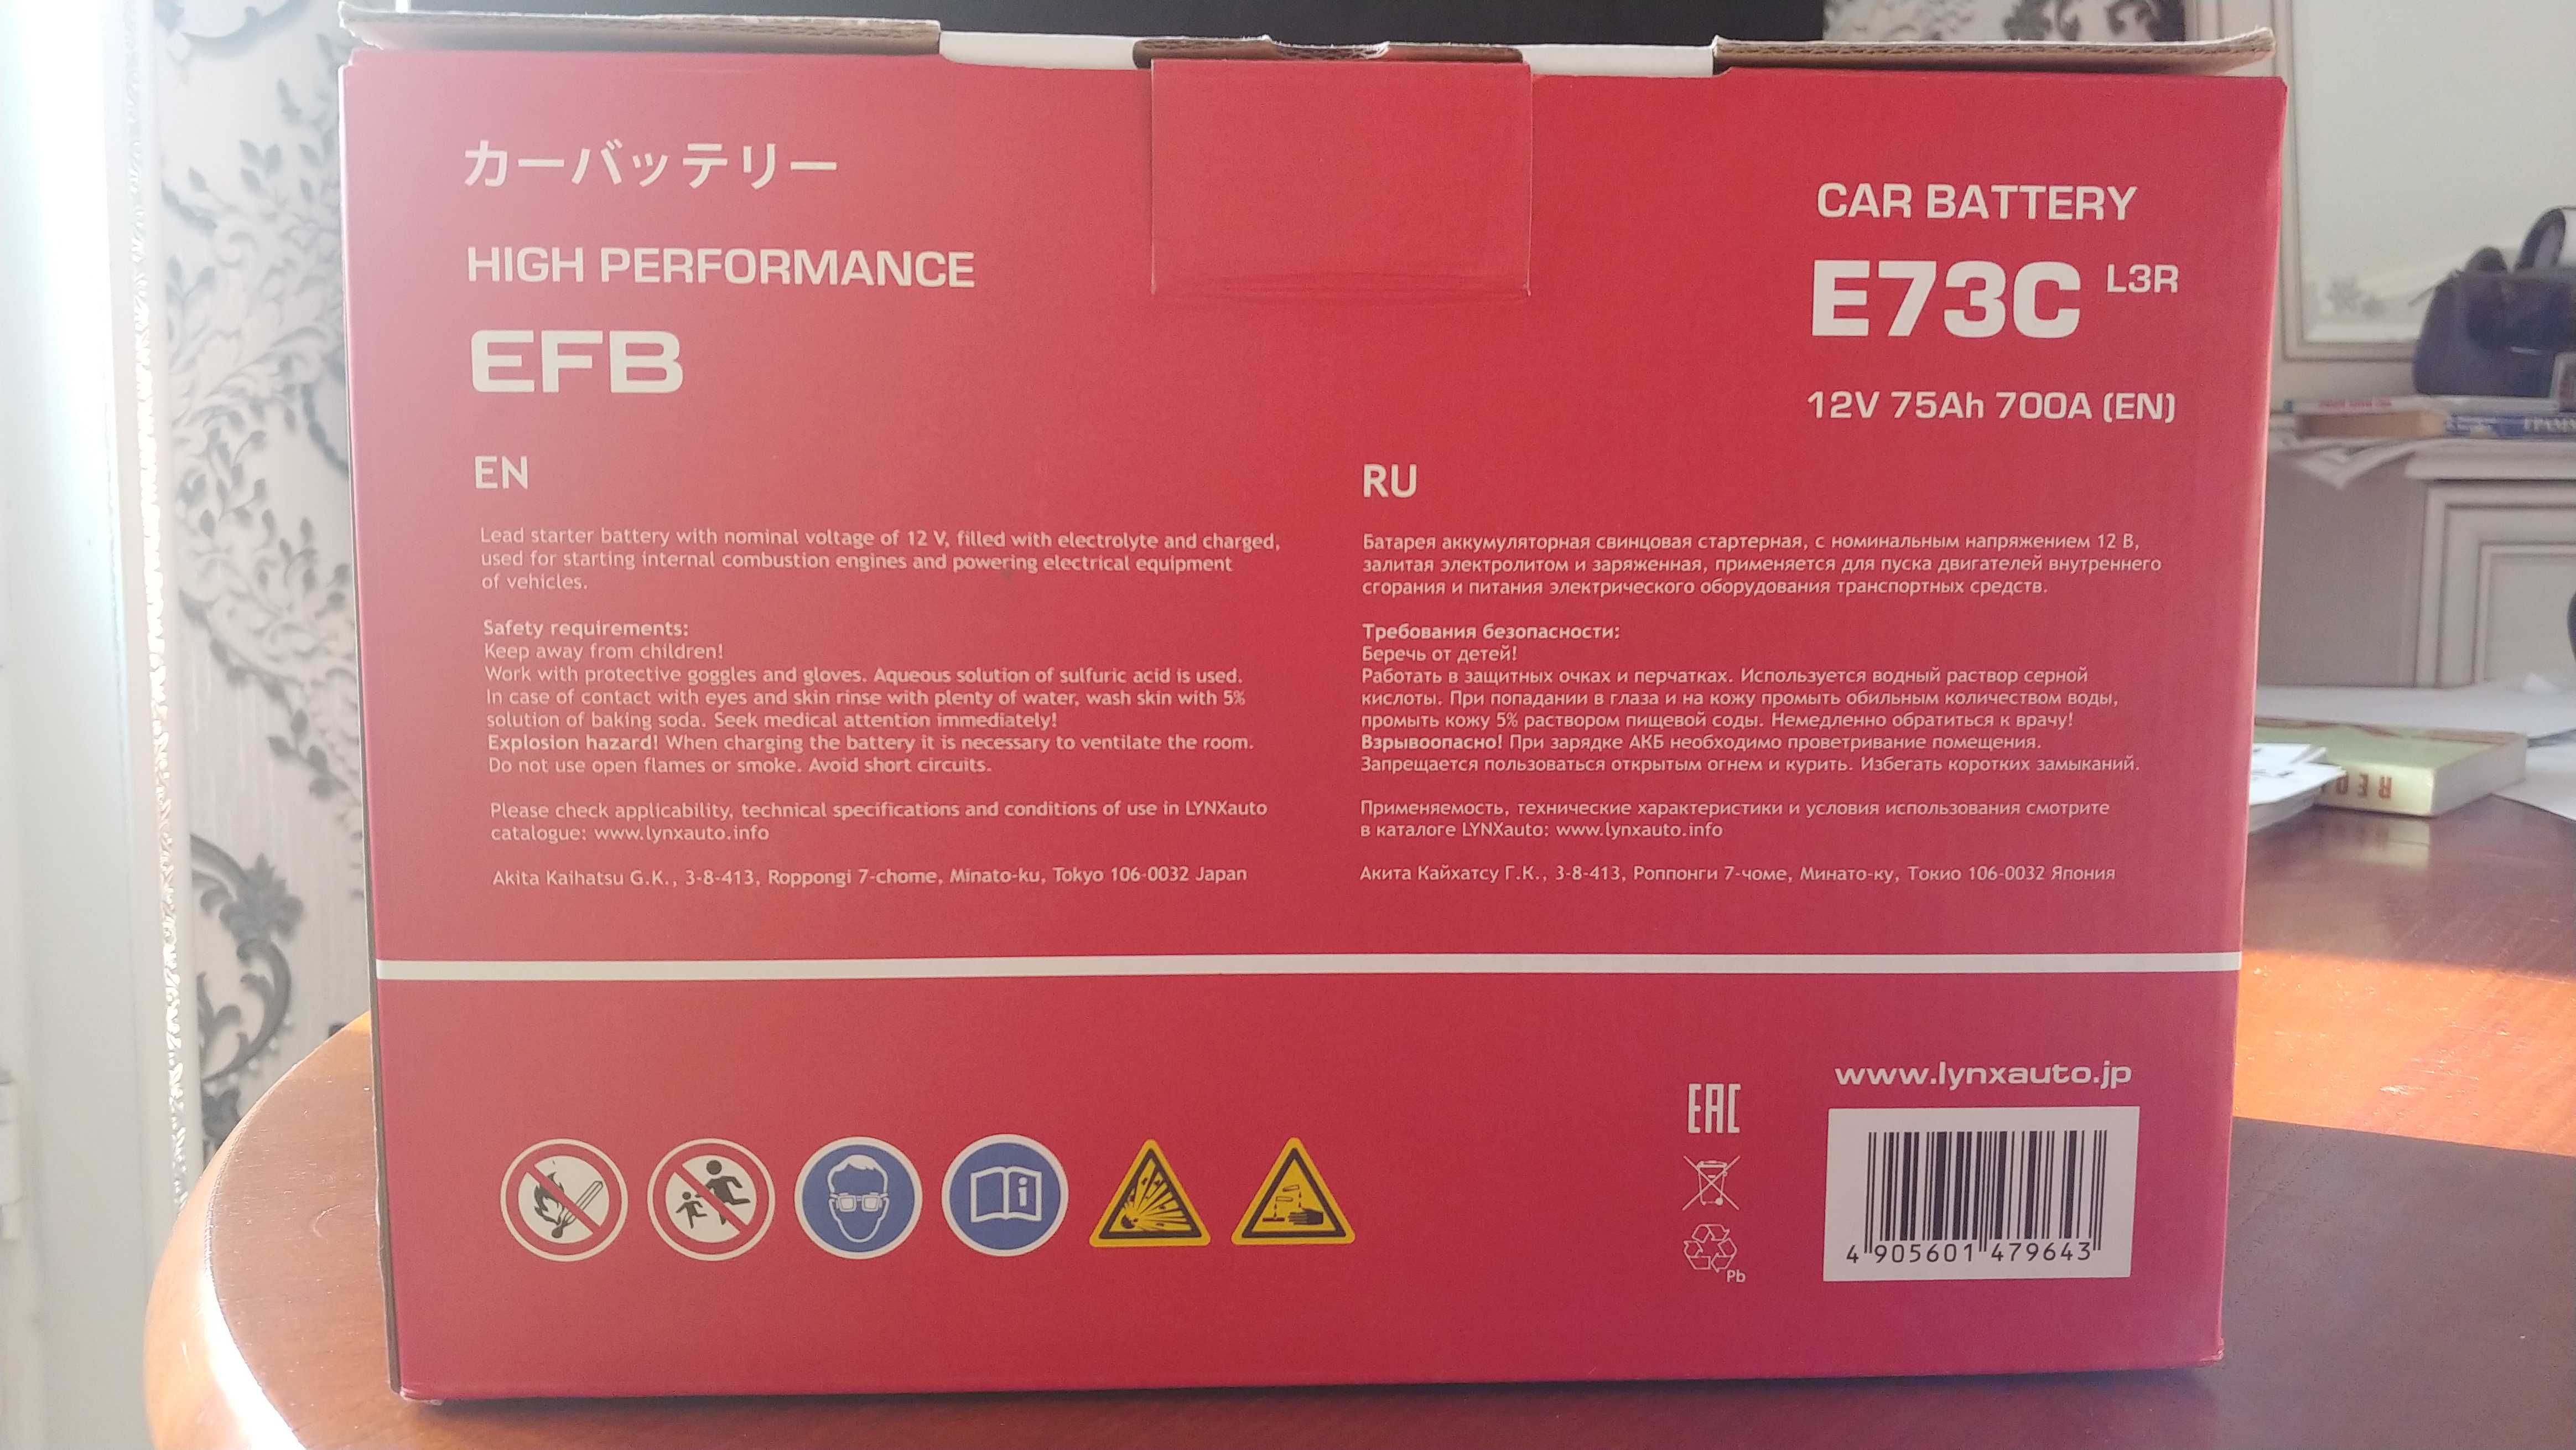 カーバッテリー
HIGH PERFORMANCE
EFB
CAR BATTERY
E73C L3R
12V 75Ah 700A (EN)
EN
Lead starter battery with nominal voltage of 12 V, filled with electrolyte and charged,
used for starting internal combustion engines and powering electrical equipment
of vehicles.
Safety requirements:
Keep away from children!
Work with protective goggles and gloves. Aqueous solution of sulfuric acid is used.
In case of contact with eyes and skin rinse with plenty of water, wash skin with 5%
solution of baking soda. Seek medical attention immediately!
Explosion hazard! When charging the battery it is necessary to ventilate the room.
Do not use open flames or smoke. Avoid short circuits.
Please check applicability, technical specifications and conditions of use in LYNXauto
catalogue: www.lynxauto.info
Akita Kaihatsu G.K., 3-8-413, Roppongi 7-chome, Minato-ku, Tokyo 106-0032 Japan
RU
Батарея аккумуляторная свинцовая стартерная, с номинальным напряжением 12 В,
залитая электролитом и заряженная, применяется для пуска двигателей внутреннего
сгорания и питания электрического оборудования транспортных средств.
Требования безопасности:
Беречь от детей!
Работать в защитных очках и перчатках. Используется водный раствор серной
кислоты. При попадании в глаза и на кожу промыть обильным количеством воды,
промыть кожу 5% раствором пищевой соды. Немедленно обратиться к врачу!
Взрывоопасно! При зарядке АКБ необходимо проветривание помещения.
Запрещается пользоваться открытым огнем и курить. Избегать коротких замыканий.
Применяемость, технические характеристики и условия использования смотрите
в каталоге LYNXauto: www.lynxauto.info
Акита Кайхатсу Г.К., 3-8-413, Роппонги 7-чоме, Минато-ку, Токио 106-0032 Япония
EAC
Pb
www.lynxauto.jp
4 905601 479643